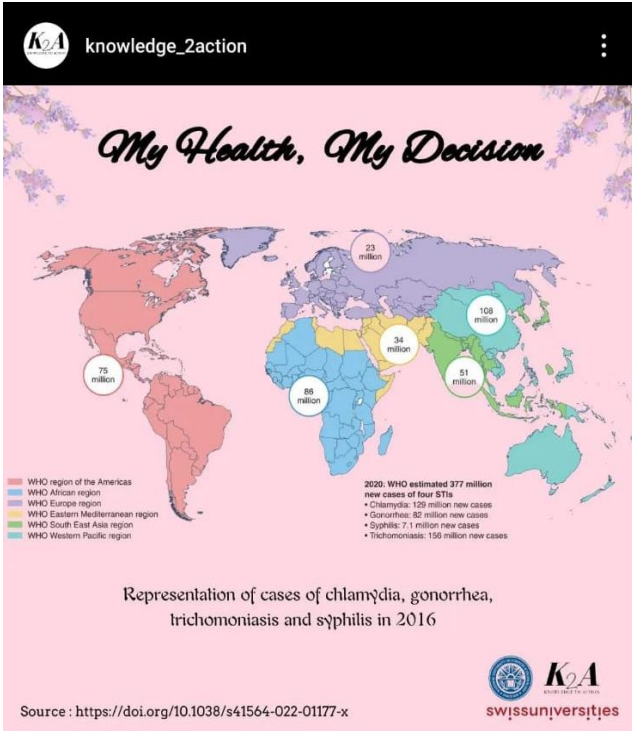 K2A
knowledge_2action
My Health, My Decision
23
million
108
million
34
million
51
million
75
million
86
million
WHO region of the Americas
WHO African region
WHO Europe region
WHO Eastern Mediterranean region
WHO South East Asia region
WHO Western Pacific region
2020: WHO estimated 377 million
new cases of four STIs
• Chlamydia: 129 million new cases
• Gonorrhea: 82 million new cases
• Syphilis: 7.1 million new cases
• Trichomoniasis: 156 million new cases
Representation of cases of chlamydia, gonorrhea,
trichomoniasis and syphilis in 2016
K2A
KNOWLEDGE TO ACTION
swissuniversities
Source : https://doi.org/10.1038/s41564-022-01177-x